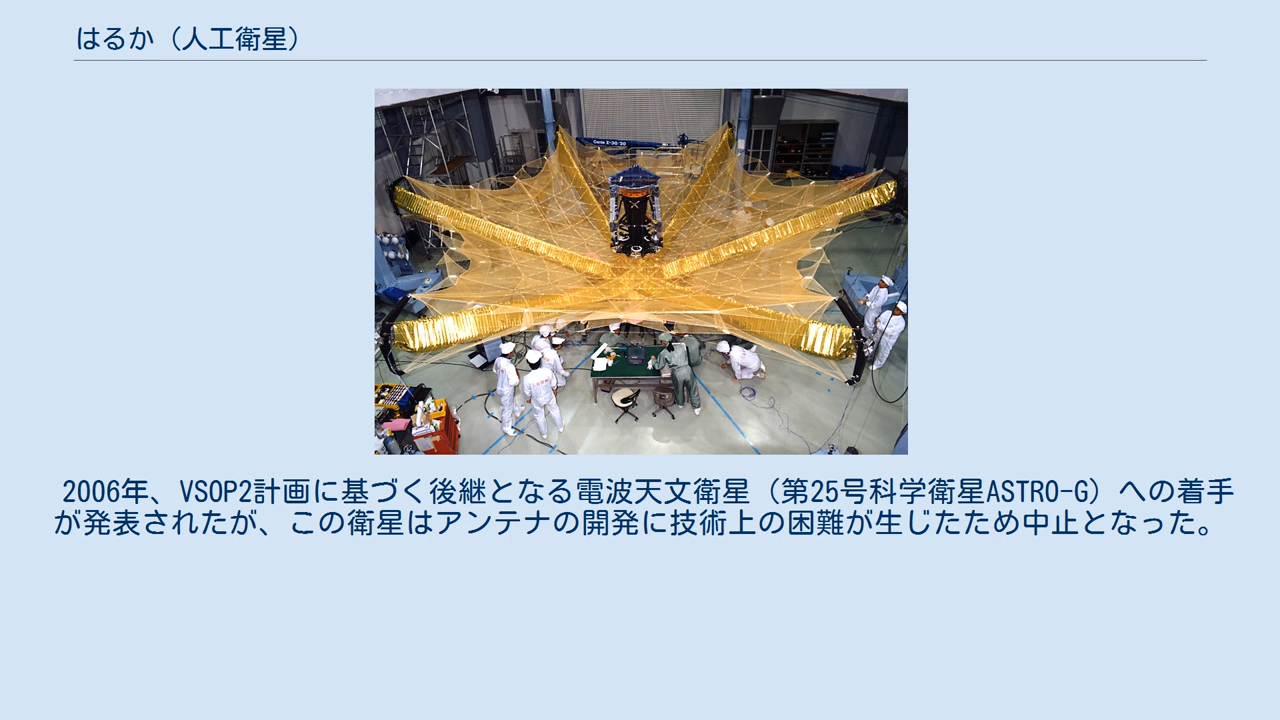 はるか（人工衛星）
Genie Z-30/20
2006年、VSOP2計画に基づく後継となる電波天文衛星（第25号科学衛星ASTRO-G）への着手
が発表されたが、この衛星はアンテナの開発に技術上の困難が生じたため中止となった。